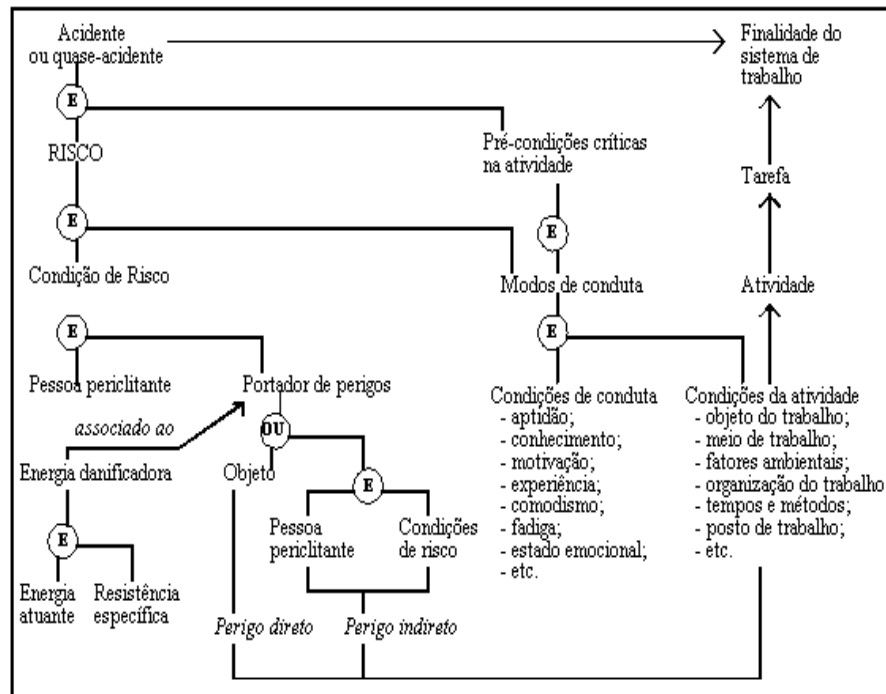 Acidente
ou quase-acidente
Finalidade do
sistema de
trabalho
E
RISCO
Pré-condições críticas
na atividade
Tarefa
E
E
Condição de Risco
Modos de conduta
Atividade
E
E
Pessoa periclitante
Portador de perigos
Condições de conduta
- aptidão;
- conhecimento;
- motivação;
- experiência;
- comodismo;
- fadiga;
- estado emocional;
- etc.
Condições da atividade
- objeto do trabalho;
- meio de trabalho;
- fatores ambientais;
- organização do trabalho
- tempos e métodos;
- posto de trabalho;
- etc.
associado ao
OU
Energia danificadora
Objeto
E
Pessoa
periclitante
Condições
de risco
E
Energia
atuante
Resistência
específica
Perigo direto
Perigo indireto